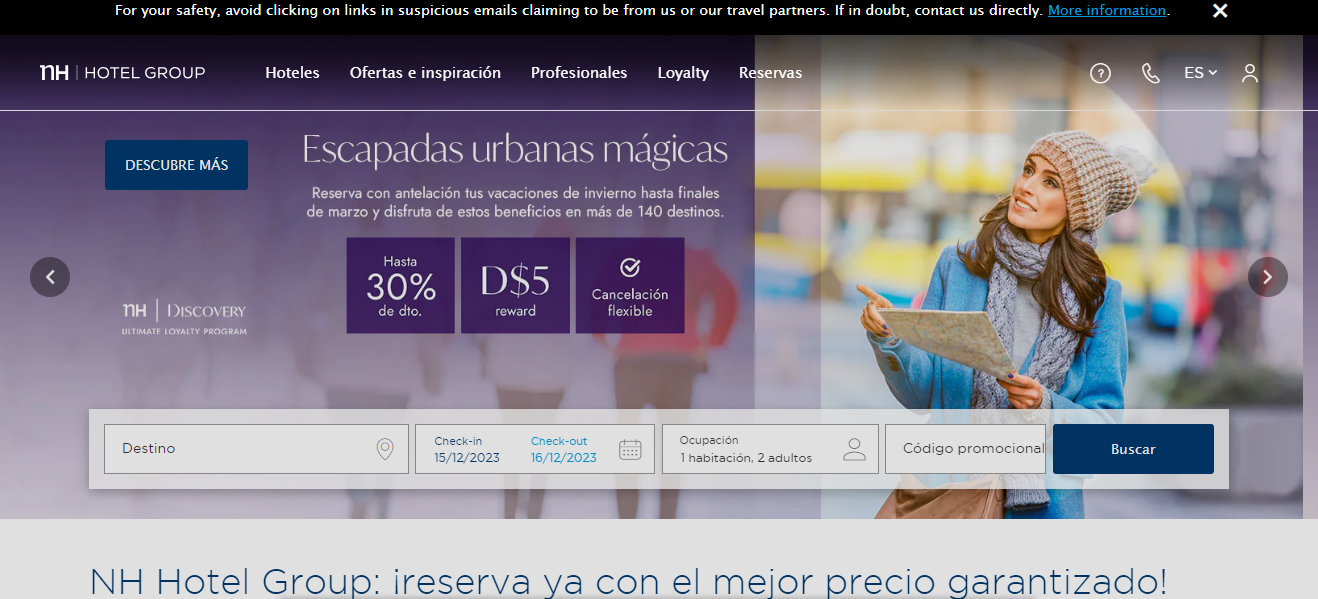 For your safety, avoid clicking on links in suspicious emails claiming to be from us or our travel partners. If in doubt, contact us directly. More information.
NH | HOTEL GROUP
Hoteles
Ofertas e inspiración
Profesionales
Loyalty
Reservas
ES
DESCUBRE MÁS
Escapadas urbanas mágicas
Reserva con antelación tus vacaciones de invierno hasta finales
de marzo y disfruta de estos beneficios en más de 140 destinos.
Hasta
30%
de dto.
D$5
reward
Cancelación
flexible
NH | DISCOVERY
ULTIMATE LOYALTY PROGRAM
Destino
Check-in
15/12/2023
Check-out
16/12/2023
Ocupación
1 habitación, 2 adultos
Código promocional
Buscar
NH Hotel Group: ¡reserva ya con el mejor precio garantizado!